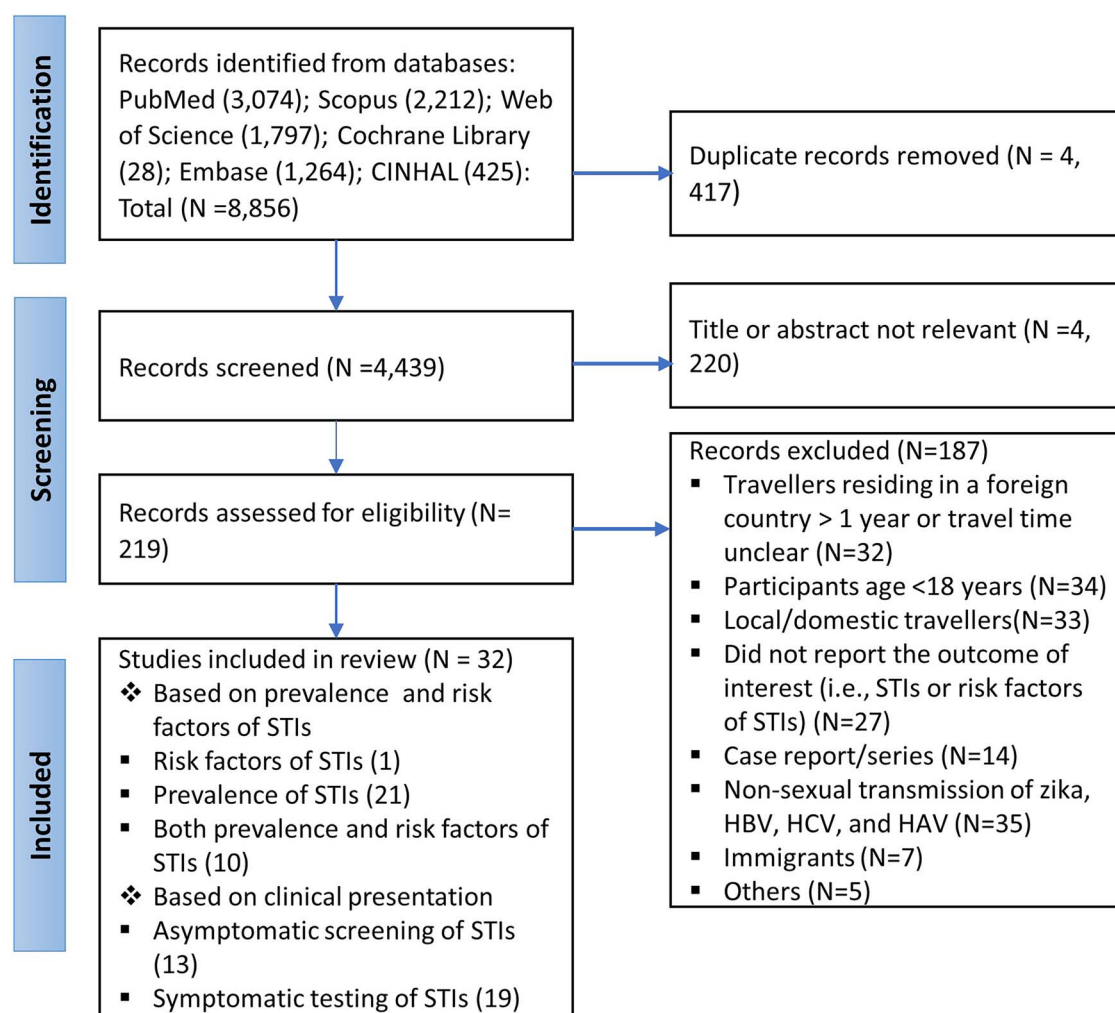 Identification
Records identified from databases:
PubMed (3,074); Scopus (2,212); Web
of Science (1,797); Cochrane Library
(28); Embase (1,264); CINHAL (425):
Total (N =8,856)
Duplicate records removed (N = 4,
417)
Screening
Records screened (N =4,439)
Title or abstract not relevant (N =4,
220)
Records assessed for eligibility (N=
219)
Records excluded (N=187)
▪ Travellers residing in a foreign
country > 1 year or travel time
unclear (N=32)
▪ Participants age <18 years (N=34)
▪ Local/domestic travellers(N=33)
▪ Did not report the outcome of
interest (i.e., STIs or risk factors
of STIs) (N=27)
▪ Case report/series (N=14)
▪ Non-sexual transmission of zika,
HBV, HCV, and HAV (N=35)
▪ Immigrants (N=7)
▪ Others (N=5)
Included
Studies included in review (N = 32)
❖ Based on prevalence and risk
factors of STIs
▪ Risk factors of STIs (1)
▪ Prevalence of STIs (21)
▪ Both prevalence and risk factors of
STIs (10)
❖ Based on clinical presentation
▪ Asymptomatic screening of STIs
(13)
▪ Symptomatic testing of STIs (19)